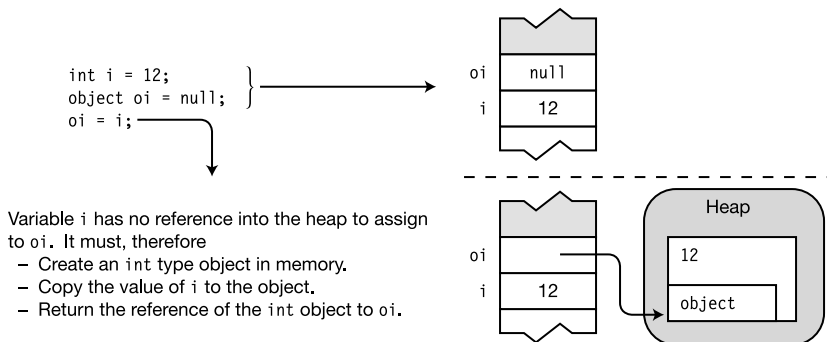 int i = 12;
object oi = null;
oi = i;
oi null
i 12
Variable i has no reference into the heap to assign
to oi. It must, therefore
– Create an int type object in memory.
– Copy the value of i to the object.
– Return the reference of the int object to oi.
oi
i 12
Heap
12
object